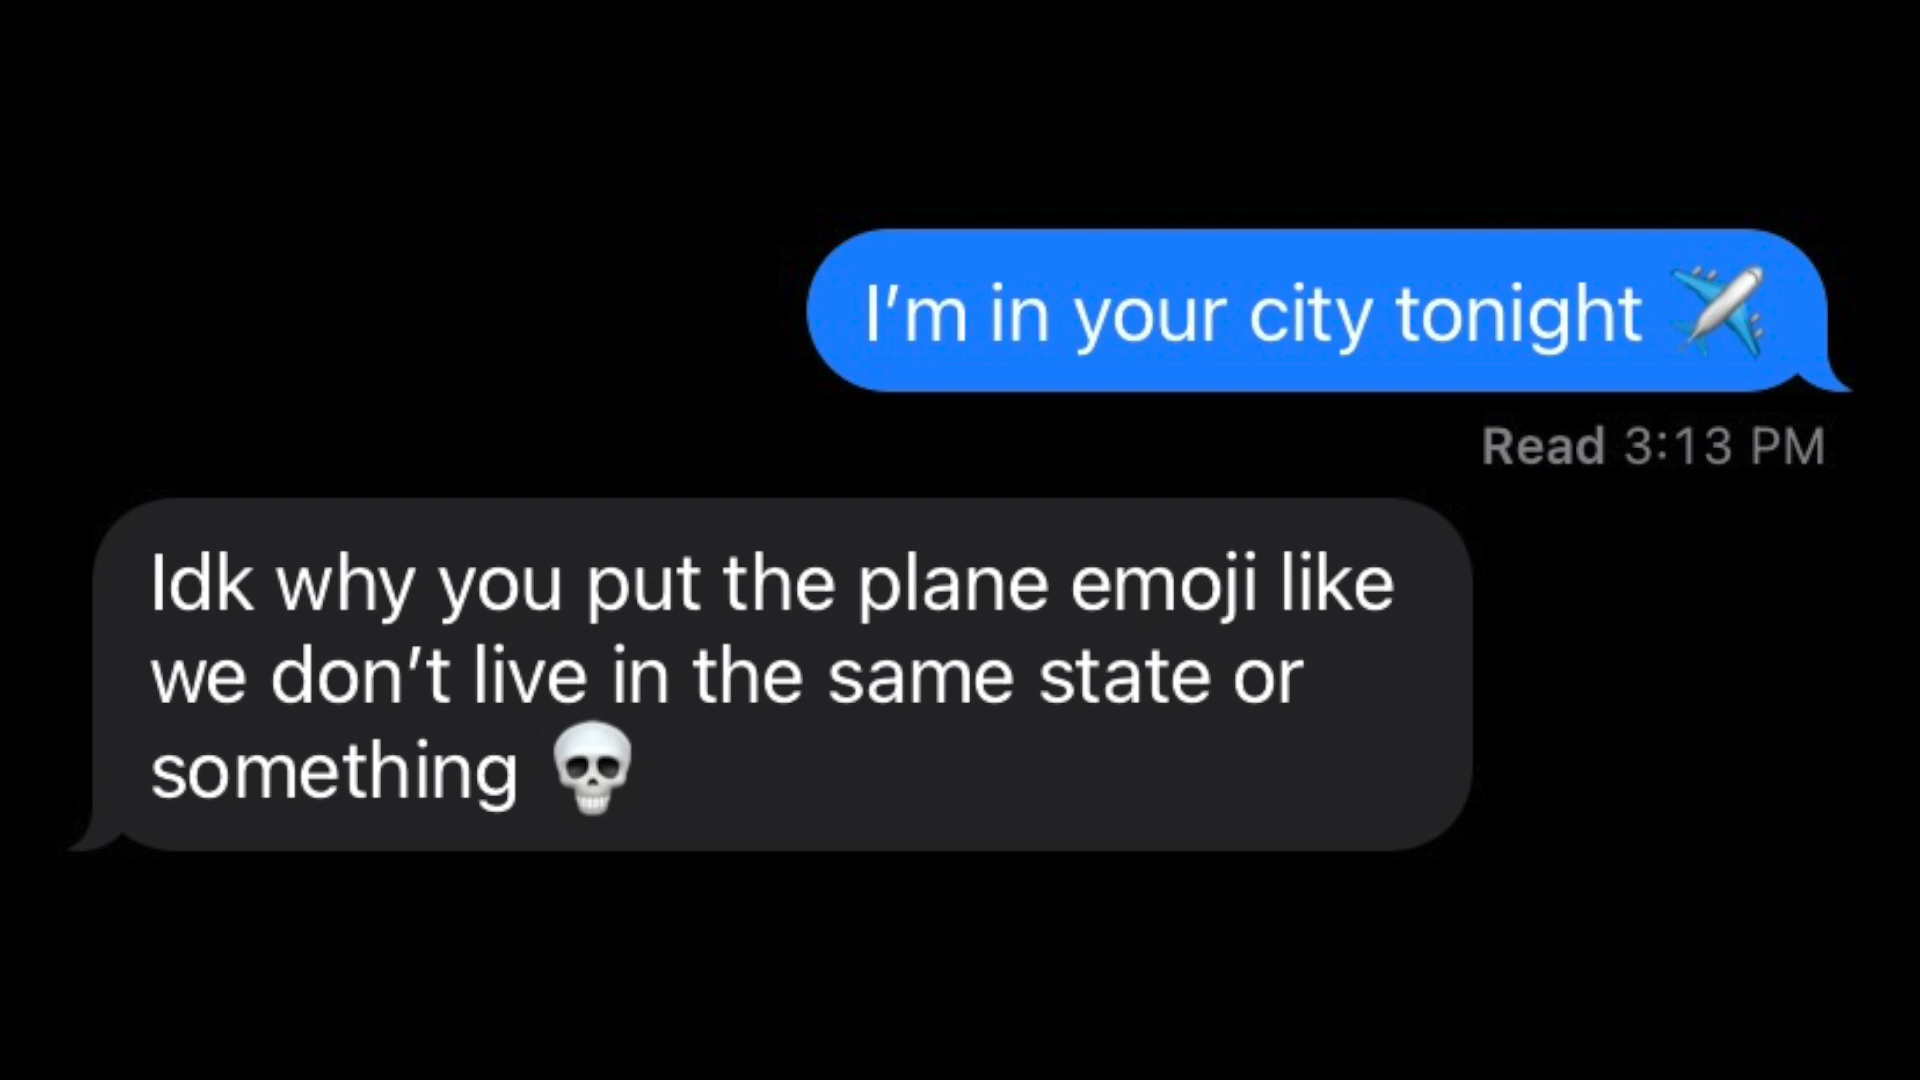 I’m in your city tonight ✈️
Read 3:13 PM
Idk why you put the plane emoji like
we don’t live in the same state or
something 💀